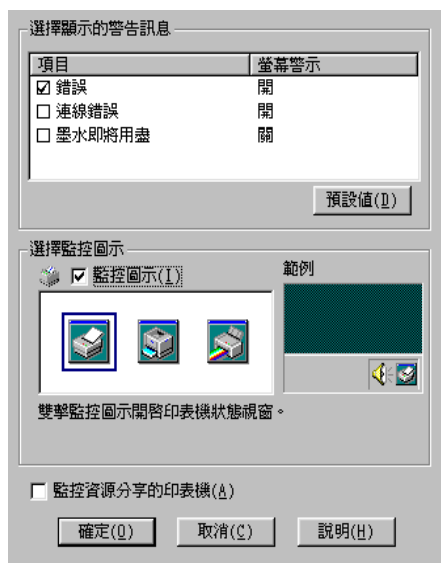 選擇顯示的警告訊息
項目 螢幕警示
錯誤 開
連線錯誤 開
墨水即將用盡 關
預設值(D)
選擇監控圖示
監控圖示(I)
範例
雙擊監控圖示開啓印表機狀態視窗。
監控資源分享的印表機(A)
確定(O) 取消(C) 說明(H)